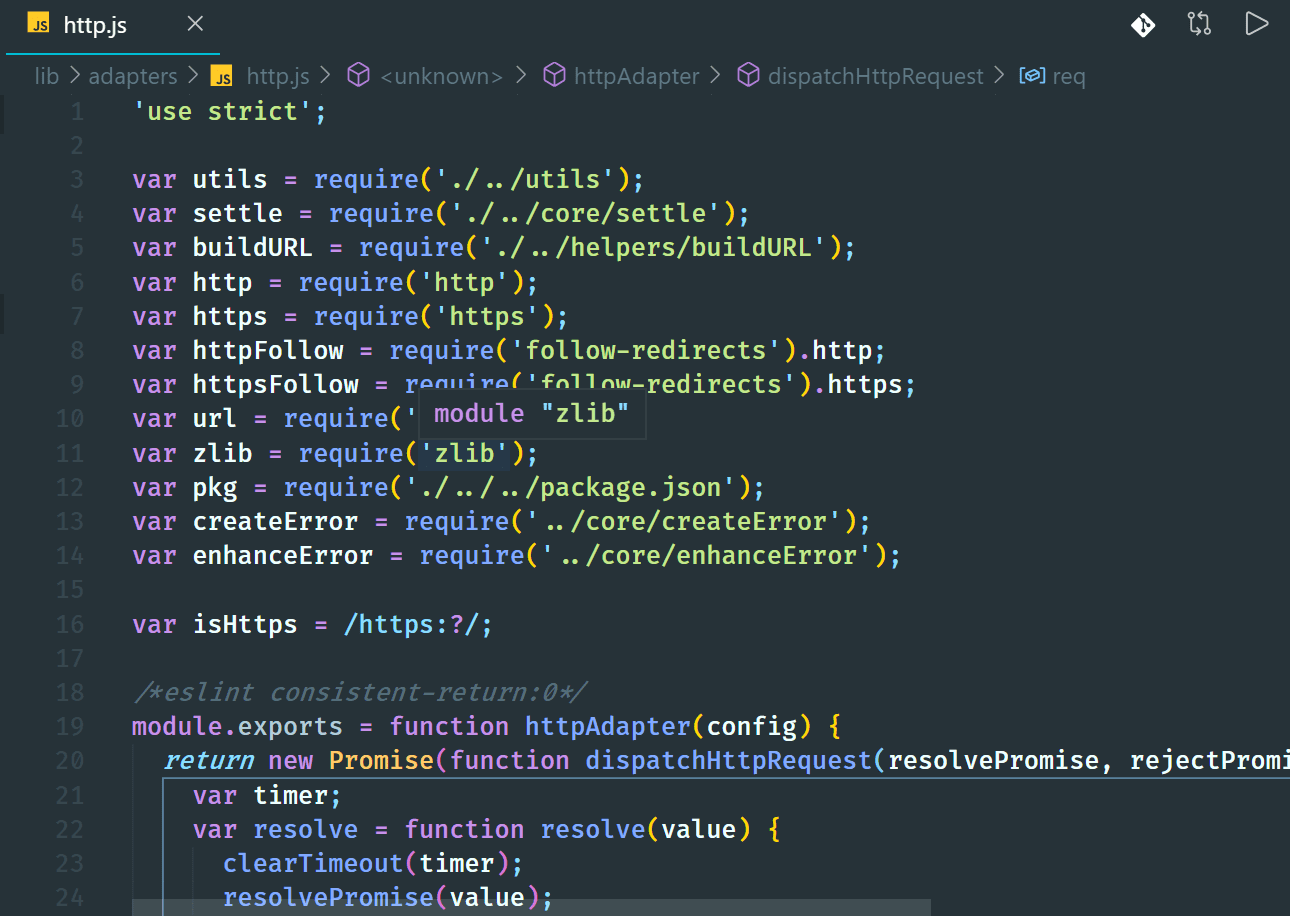 JS http.js
lib > adapters > JS http.js > <unknown> > httpAdapter > dispatchHttpRequest > req
1 'use strict';
2
3 var utils = require('./../utils');
4 var settle = require('./../core/settle');
5 var buildURL = require('./../helpers/buildURL');
6 var http = require('http');
7 var https = require('https');
8 var httpFollow = require('follow-redirects').http;
9 var httpsFollow = require('follow-redirects').https;
10 var url = require('
module "zlib"
11 var zlib = require('zlib');
12 var pkg = require('./../../package.json');
13 var createError = require('../core/createError');
14 var enhanceError = require('../core/enhanceError');
15
16 var isHttps = /https:?/;
17
18 /*eslint consistent-return:0*/
19 module.exports = function httpAdapter(config) {
20 return new Promise(function dispatchHttpRequest(resolvePromise, rejectPromi
21 var timer;
22 var resolve = function resolve(value) {
23 clearTimeout(timer);
24 resolvePromise(value);